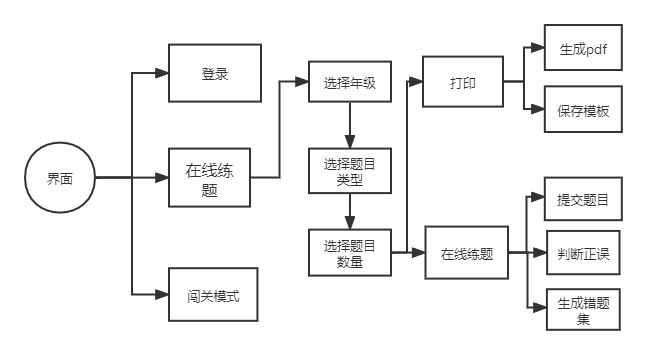 界面
登录
在线练
题
闯关模式
选择年级
选择题目
类型
选择题目
数量
打印
在线练题
生成pdf
保存模板
提交题目
判断正误
生成错题
集